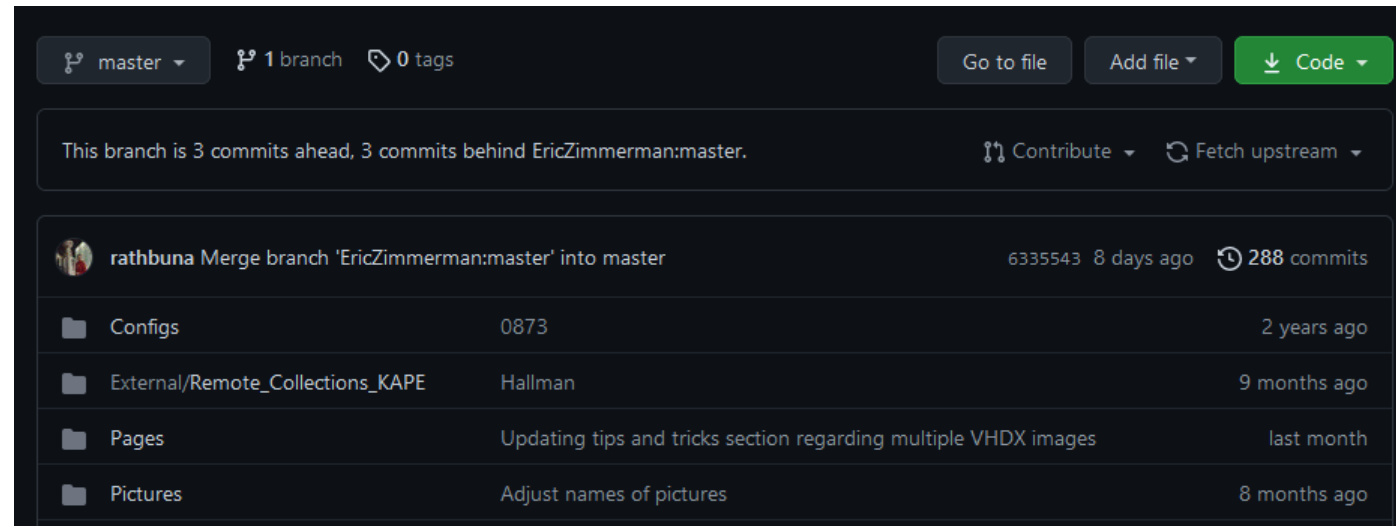 master 1 branch 0 tags Go to file Add file Code
This branch is 3 commits ahead, 3 commits behind EricZimmerman:master. Contribute Fetch upstream
rathbuna Merge branch 'EricZimmerman:master' into master 6335543 8 days ago 288 commits
Configs 0873 2 years ago
External/Remote_Collections_KAPE Hallman 9 months ago
Pages Updating tips and tricks section regarding multiple VHDX images last month
Pictures Adjust names of pictures 8 months ago